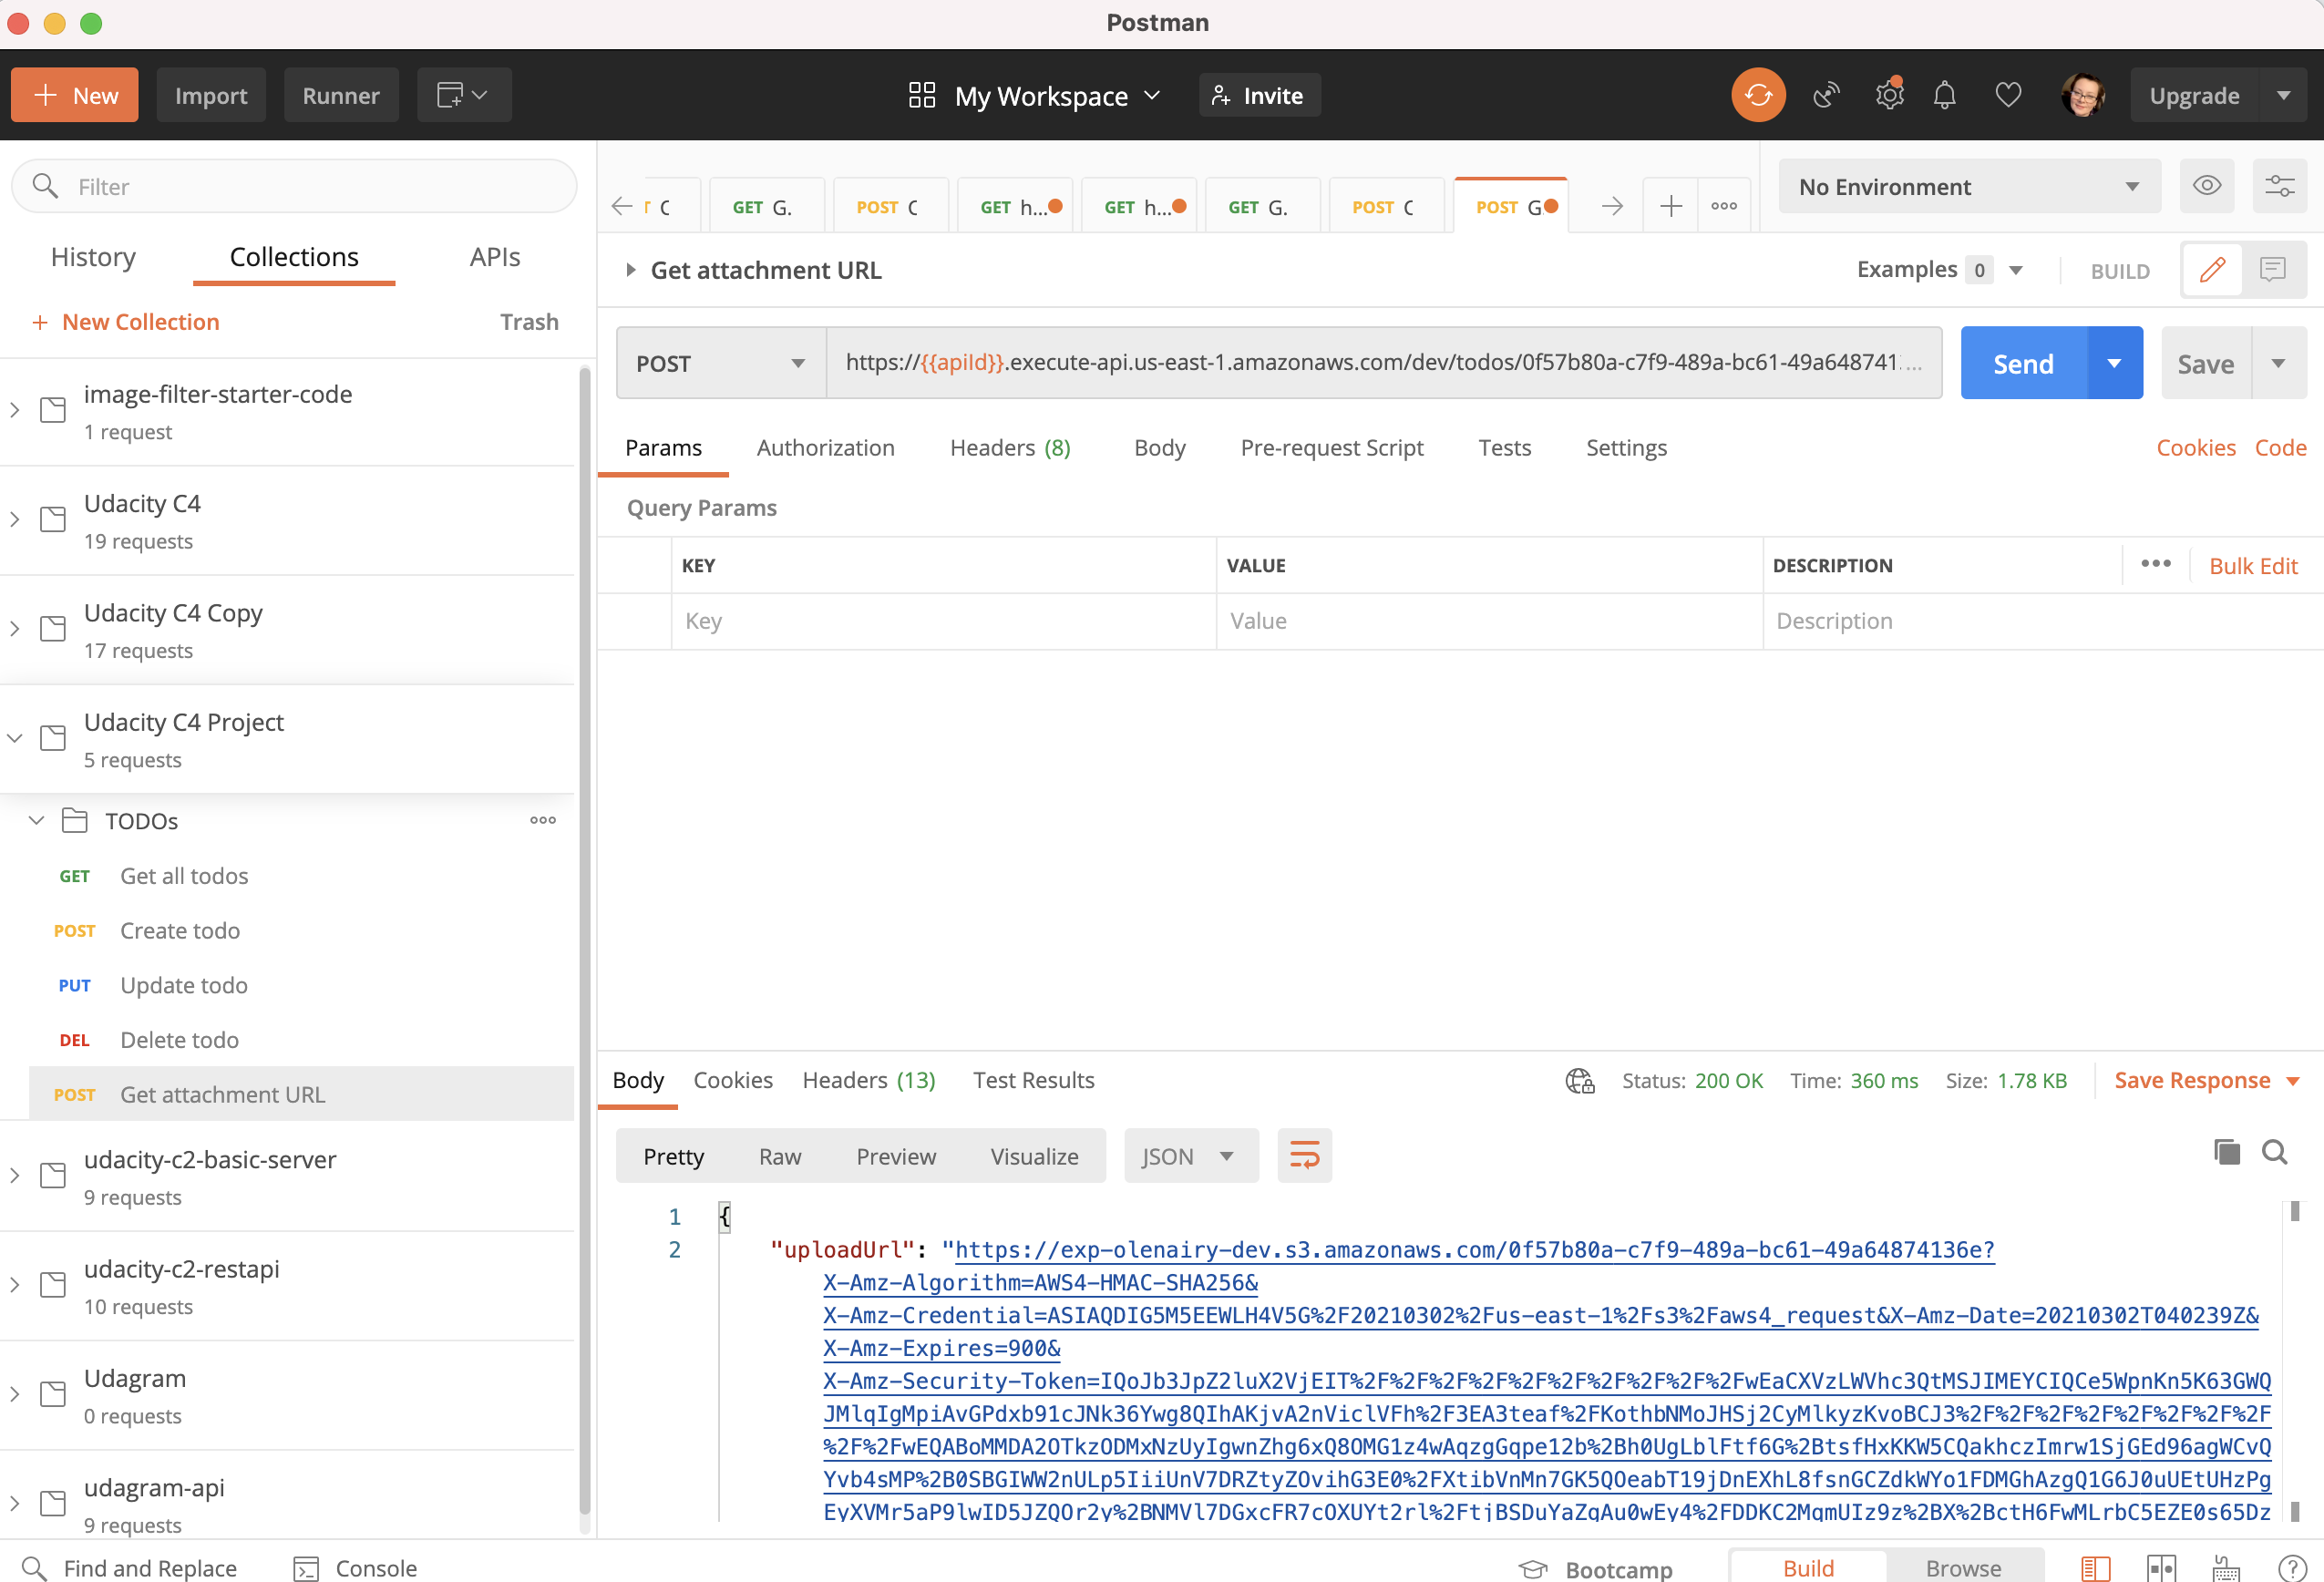 Postman
New
Import
Runner
My Workspace
Invite
Upgrade
Filter
History
Collections
APIs
New Collection
Trash
image-filter-starter-code
1 request
Udacity C4
19 requests
Udacity C4 Copy
17 requests
Udacity C4 Project
5 requests
TODOs
GET Get all todos
POST Create todo
PUT Update todo
DEL Delete todo
POST Get attachment URL
udacity-c2-basic-server
9 requests
udacity-c2-restapi
10 requests
Udagram
0 requests
udagram-api
9 requests
GET G.
POST
GET h...
GET h...
GET G.
POST
POST G
No Environment
Get attachment URL
Examples 0
BUILD
POST
https://{{apiId}}.execute-api.us-east-1.amazonaws.com/dev/todos/0f57b80a-c7f9-489a-bc61-49a6487413...
Send
Save
Params Authorization Headers (8) Body Pre-request Script Tests Settings
Cookies Code
Query Params
KEY VALUE DESCRIPTION
Bulk Edit
Key Value Description
Body Cookies Headers (13) Test Results
Status: 200 OK Time: 360 ms Size: 1.78 KB
Save Response
Pretty Raw Preview Visualize
JSON
1 {
2 "uploadUrl": "https://exp-olenairy-dev.s3.amazonaws.com/0f57b80a-c7f9-489a-bc61-49a64874136e?
X-Amz-Algorithm=AWS4-HMAC-SHA256&
X-Amz-Credential=ASIAQDIG5M5EEWLH4V5G%2F20210302%2Fus-east-1%2Fs3%2Faws4_request&X-Amz-Date=20210302T040239Z&
X-Amz-Expires=900&
X-Amz-Security-Token=IQoJb3JpZ2luX2VjEIT%2F%2F%2F%2F%2F%2F%2F%2F%2F%2FwEaCXVzLWVhc3QtMSJIMEYCIQCe5WpnKn5K63GWQ
JMlqIgMpiAvGPdxb91cJNk36Ywg8QIhAKjvA2nViclVFh%2F3EA3teaf%2FKothbNMoJHSj2CyMlkyzKvoBCJ3%2F%2F%2F%2F%2F%2F%2F%2F
%2F%2FwEQABoMMDA2OTkzODMxNzUyIgwnZhg6xQ8OMG1z4wAqzgGqpe12b%2Bh0UgLblFtf6G%2BtsfHxKKW5CQakhczImrw1SjGEd96agWCvQ
Yvb4sMP%2B0SBGIWW2nULp5IiiUnV7DRZtyZOvihG3E0%2FXtibVnMn7GK5QOeabT19jDnEXhL8fsnGCZdkWYo1FDMGhAzgQ1G6J0uUEtUHzPg
EyXVMr5aP9lwID5JZQOr2y%2BNMVl7DGxcFR7cOXUYt2rl%2FtjBSDuYaZqAu0wEy4%2FDDKC2MqmUIz9z%2BX%2BctH6FwMLrbC5EZE0s65Dz
Find and Replace
Console
Bootcamp
Build
Browse